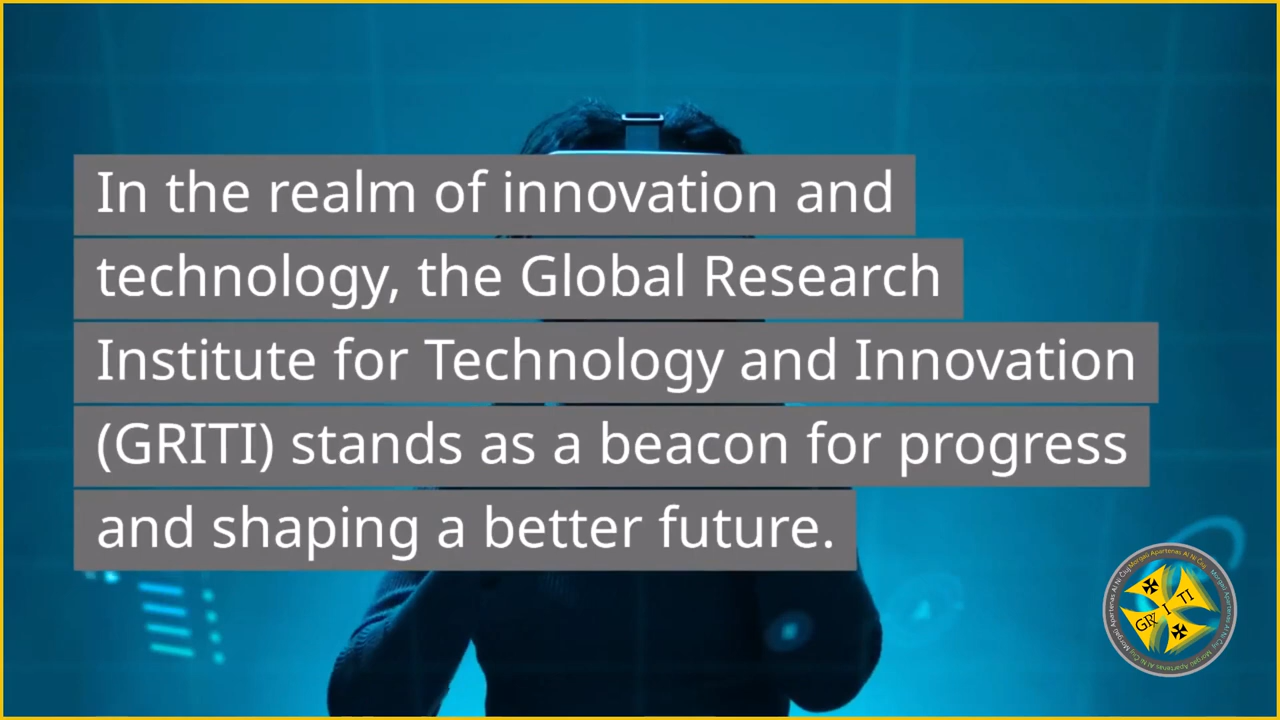 In the realm of innovation and
technology, the Global Research
Institute for Technology and Innovation
(GRITI) stands as a beacon for progress
and shaping a better future.
GR I TI